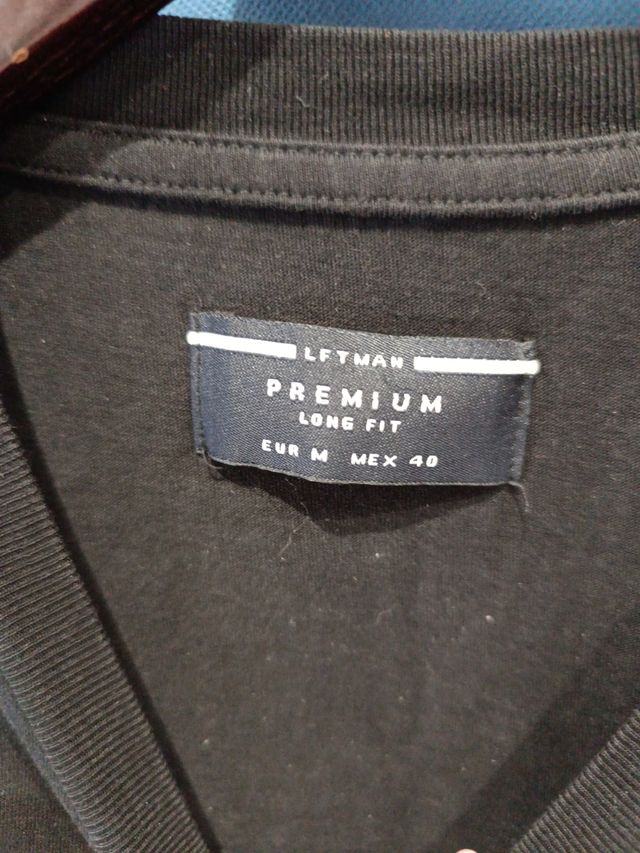 LFTMAN
PREMIUM
LONG FIT
EUR M MEX 40